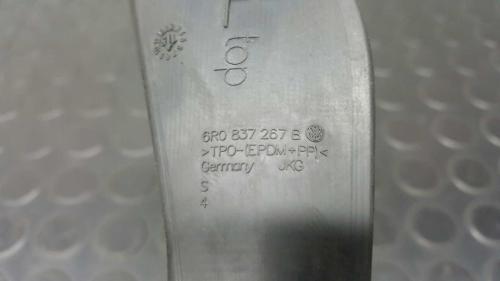 top
6R0 837 267 B
>TPO-(EPDM+PP)<
Germany JKG
S
4